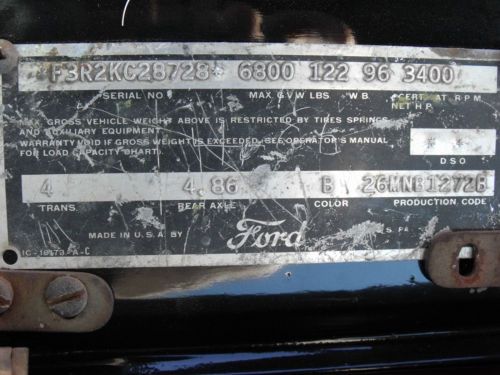 F3R2KC28728 6800 122 96 3400
SERIAL NO. MAX. G.V.W. LBS. W.B. CERT. NET H.P. AT R.P.M.
MAX. GROSS VEHICLE WEIGHT ABOVE IS RESTRICTED BY TIRES SPRINGS
AND AUXILIARY EQUIPMENT.
WARRANTY VOID IF GROSS WEIGHT IS EXCEEDED. (SEE OPERATOR'S MANUAL
FOR LOAD CAPACITY CHART).
DSO
4 4.86 B 26MNB1272B
TRANS. REAR AXLE COLOR PRODUCTION CODE
MADE IN U.S.A. BY Ford